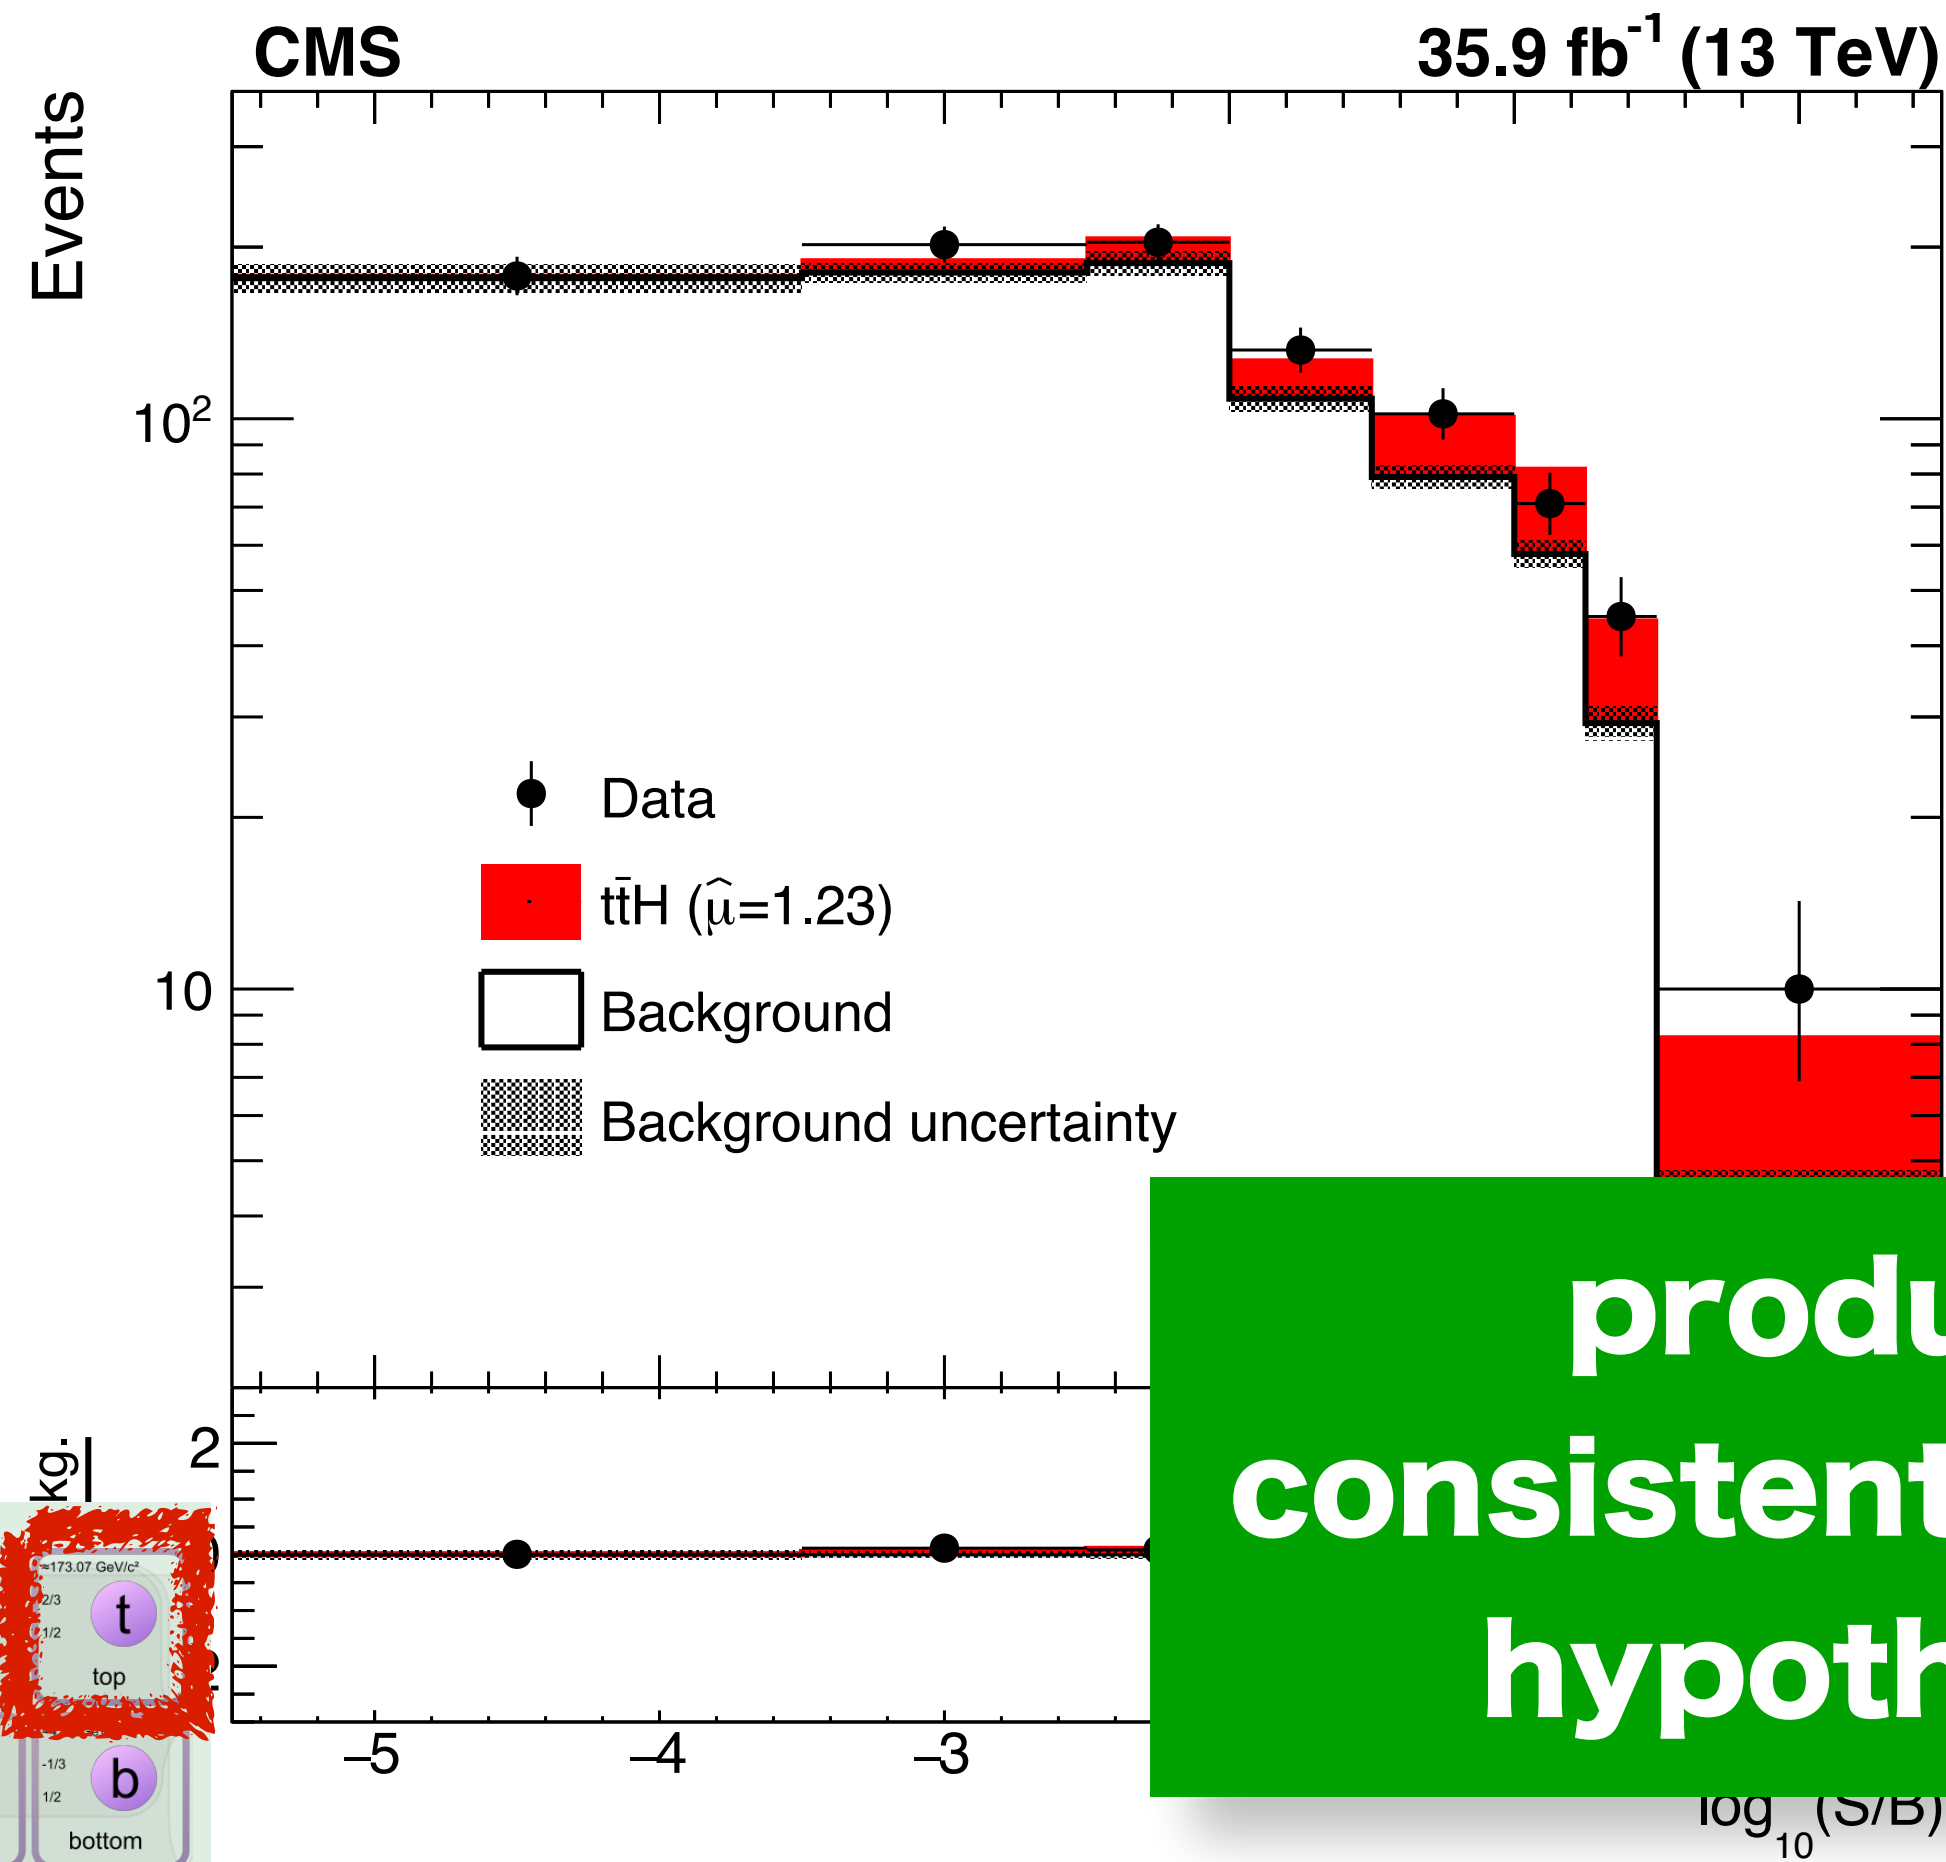 CMS
35.9 fb⁻¹ (13 TeV)
Events
10²
10
Data
tt̄H (μ̂=1.23)
Background
Background uncertainty
kg.
2
–5
–4
–3
log₁₀(S/B)
produ
consistent
hypoth
≈173.07 GeV/c²
2/3
1/2
t
top
-1/3
1/2
b
bottom